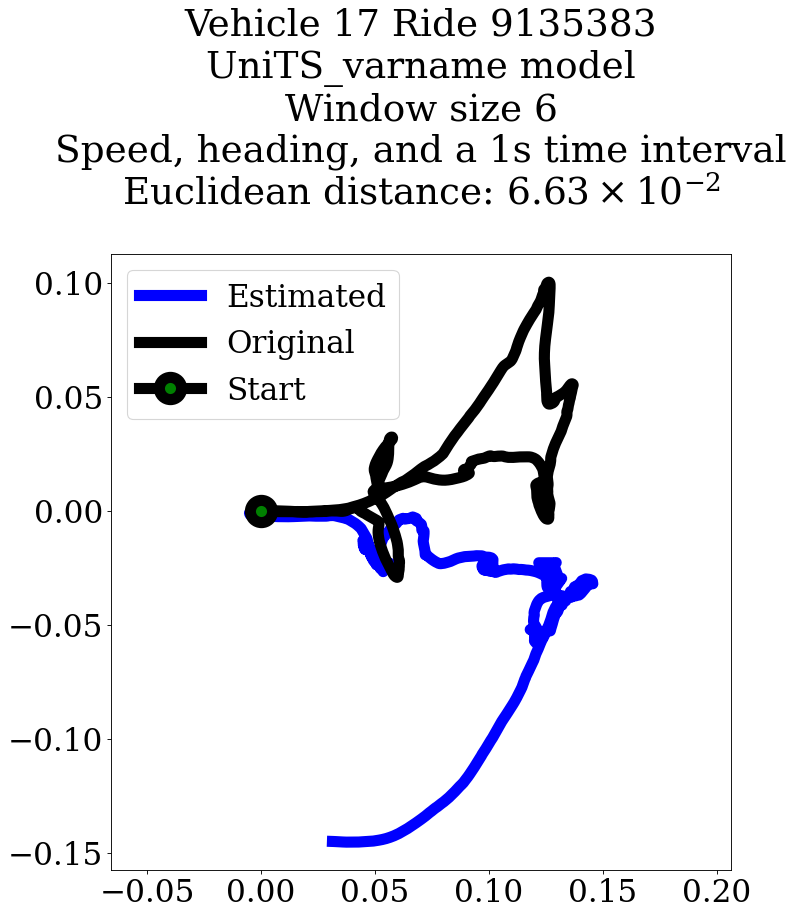 Vehicle 17 Ride 9135383
UniTS_varname model
Window size 6
Speed, heading, and a 1s time interval
Euclidean distance: 6.63 × 10⁻²
Estimated
Original
Start
0.10
0.05
0.00
−0.05
−0.10
−0.15
−0.05 0.00 0.05 0.10 0.15 0.20